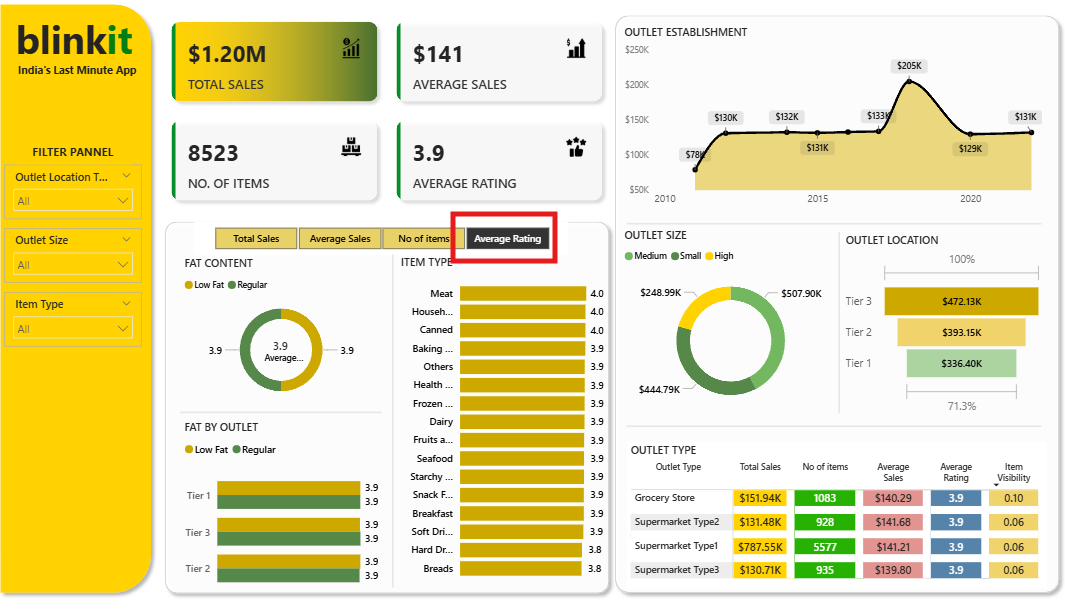 blinkit
India's Last Minute App
FILTER PANNEL
Outlet Location T...
All
Outlet Size
All
Item Type
All
$1.20M
TOTAL SALES
$141
AVERAGE SALES
8523
NO. OF ITEMS
3.9
AVERAGE RATING
Total Sales
Average Sales
No of items
Average Rating
FAT CONTENT
Low Fat
Regular
3.9
3.9
Average...
3.9
FAT BY OUTLET
Low Fat
Regular
Tier 1
3.9
3.9
Tier 3
3.9
3.9
Tier 2
3.9
3.9
ITEM TYPE
Meat 4.0
Househ... 4.0
Canned 4.0
Baking ... 3.9
Others 3.9
Health ... 3.9
Frozen ... 3.9
Dairy 3.9
Fruits a... 3.9
Seafood 3.9
Starchy ... 3.9
Snack F... 3.9
Breakfast 3.9
Soft Dri... 3.9
Hard Dr... 3.8
Breads 3.8
OUTLET ESTABLISHMENT
$250K
$200K
$150K
$100K
$50K
$78K
$130K
$132K
$131K
$133K
$205K
$129K
$131K
2010
2015
2020
OUTLET SIZE
Medium
Small
High
$248.99K
$507.90K
$444.79K
OUTLET LOCATION
100%
Tier 3 $472.13K
Tier 2 $393.15K
Tier 1 $336.40K
71.3%
OUTLET TYPE
Outlet Type Total Sales No of items Average Sales Average Rating Item Visibility
Grocery Store $151.94K 1083 $140.29 3.9 0.10
Supermarket Type2 $131.48K 928 $141.68 3.9 0.06
Supermarket Type1 $787.55K 5577 $141.21 3.9 0.06
Supermarket Type3 $130.71K 935 $139.80 3.9 0.06